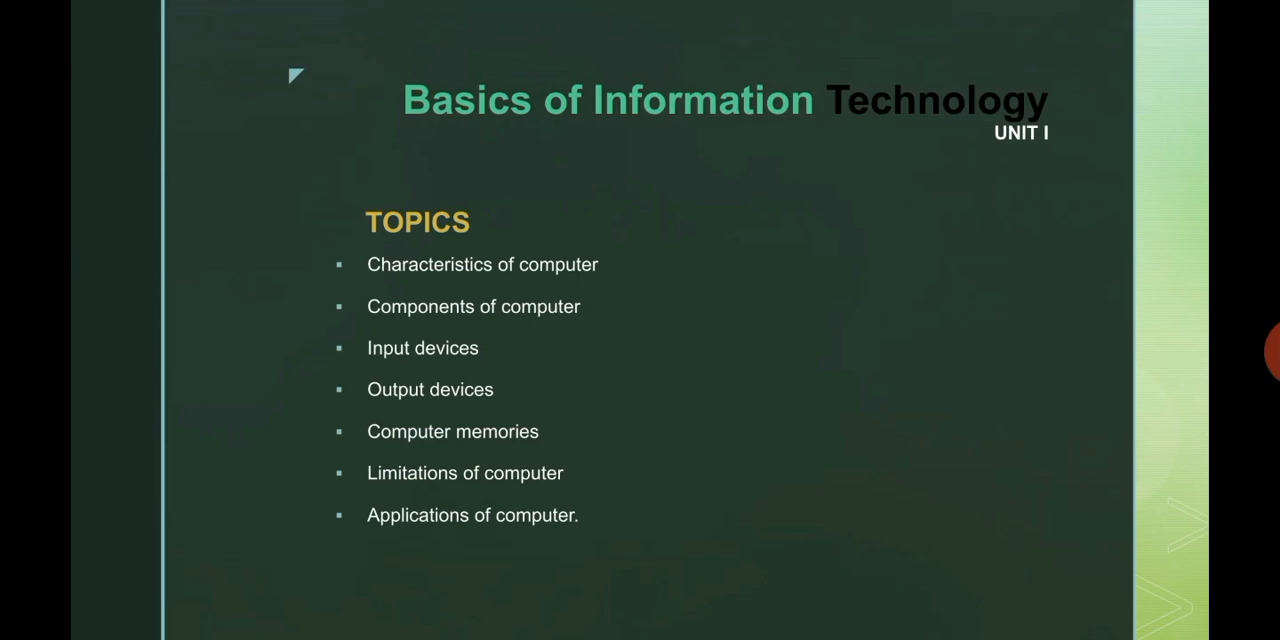 Basics of Information Technology
UNIT I
TOPICS
Characteristics of computer
Components of computer
Input devices
Output devices
Computer memories
Limitations of computer
Applications of computer.